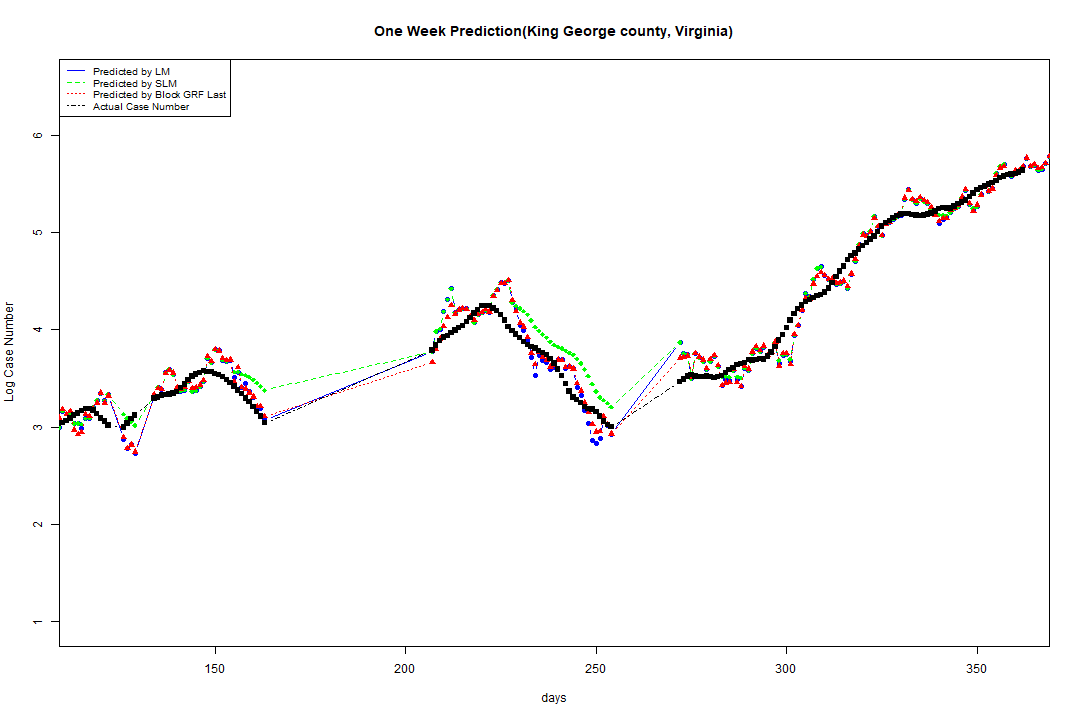 One Week Prediction(King George county, Virginia)
Predicted by LM
Predicted by SLM
Predicted by Block GRF Last
Actual Case Number
Log Case Number
6
5
4
3
2
1
150 200 250 300 350
days